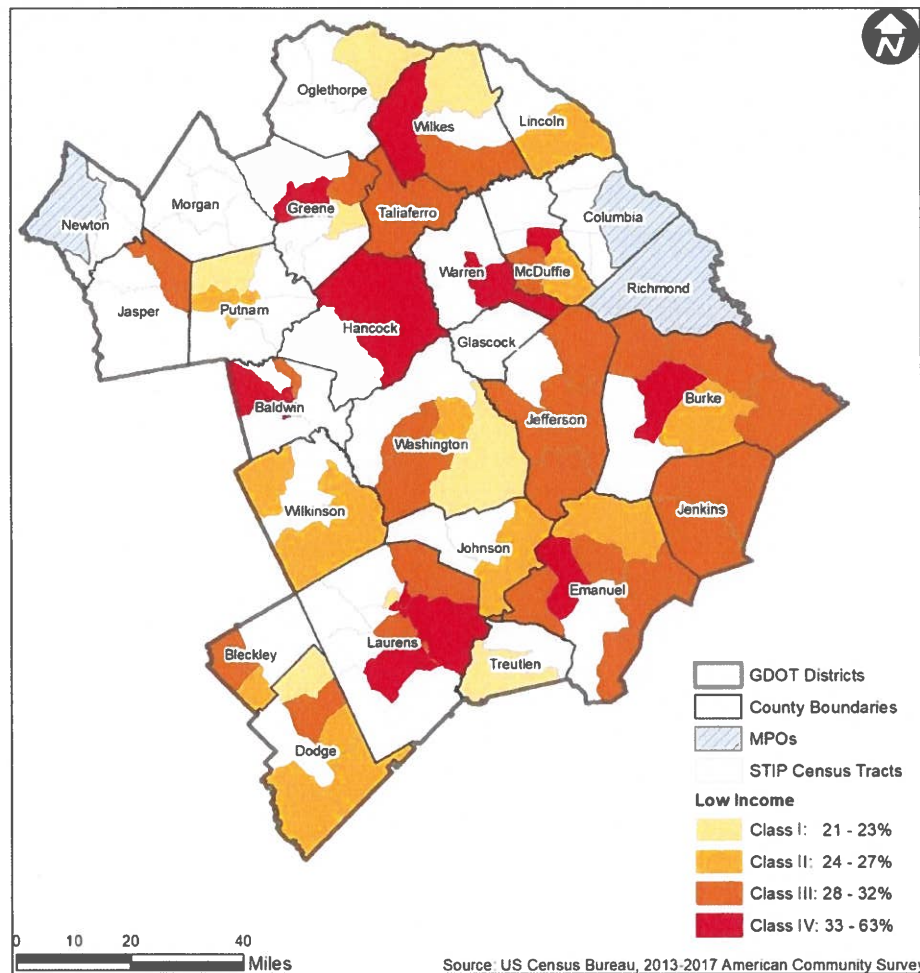 N
Oglethorpe
Wilkes
Lincoln
Newton
Morgan
Greene
Taliaferro
Columbia
Warren
McDuffie
Richmond
Jasper
Putnam
Hancock
Glascock
Baldwin
Burke
Jefferson
Washington
Wilkinson
Jenkins
Johnson
Emanuel
Laurens
Bleckley
Treutlen
Dodge
GDOT Districts
County Boundaries
MPOs
STIP Census Tracts
Low Income
Class I: 21 - 23%
Class II: 24 - 27%
Class III: 28 - 32%
Class IV: 33 - 63%
0 10 20 40
Miles
Source: US Census Bureau, 2013-2017 American Community Survey